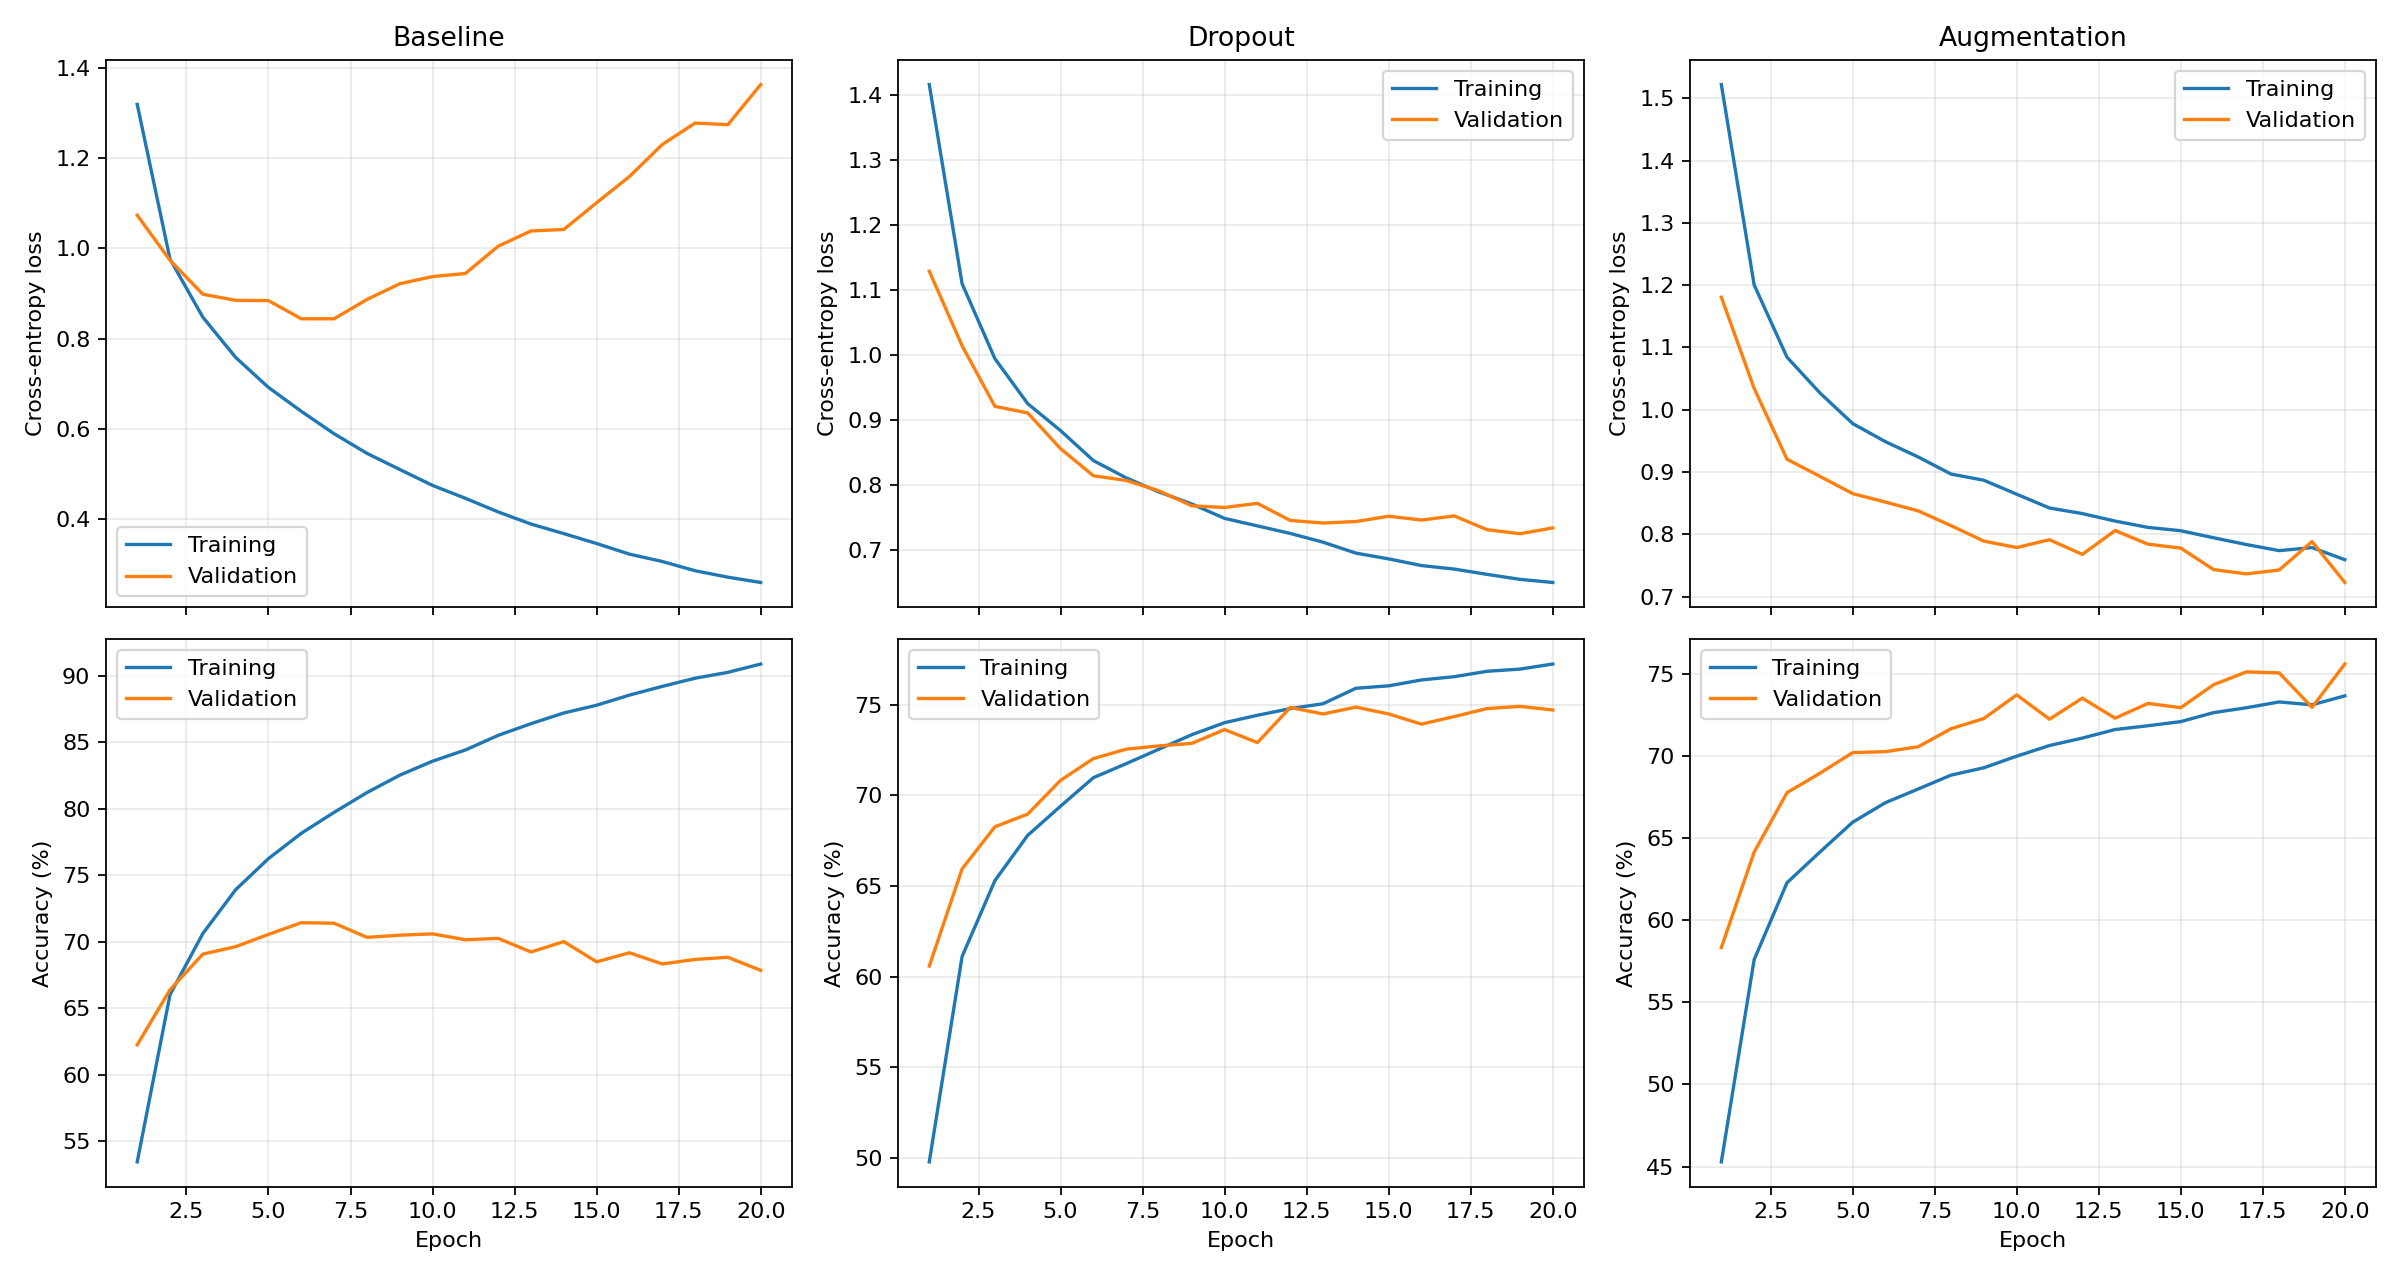 Baseline
Cross-entropy loss
1.4
1.2
1.0
0.8
0.6
0.4
Training
Validation
Dropout
Cross-entropy loss
1.4
1.3
1.2
1.1
1.0
0.9
0.8
0.7
Training
Validation
Augmentation
Cross-entropy loss
1.5
1.4
1.3
1.2
1.1
1.0
0.9
0.8
0.7
Training
Validation
Accuracy (%)
90
85
80
75
70
65
60
55
Training
Validation
2.5 5.0 7.5 10.0 12.5 15.0 17.5 20.0
Epoch
Accuracy (%)
75
70
65
60
55
50
Training
Validation
2.5 5.0 7.5 10.0 12.5 15.0 17.5 20.0
Epoch
Accuracy (%)
75
70
65
60
55
50
45
Training
Validation
2.5 5.0 7.5 10.0 12.5 15.0 17.5 20.0
Epoch